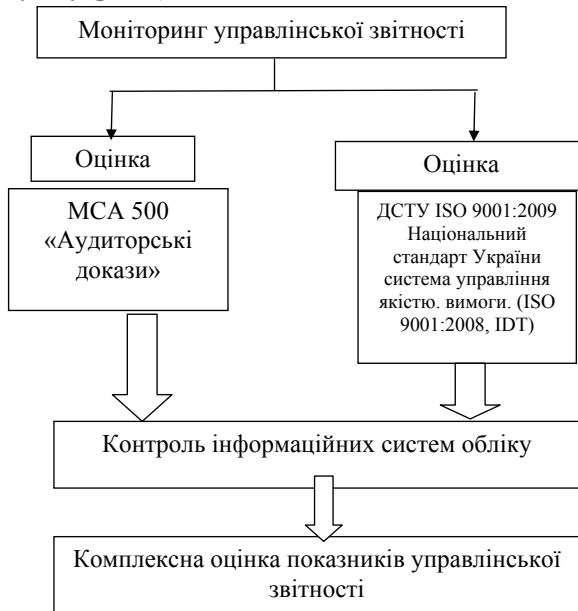 Моніторинг управлінської звітності
Оцінка
Оцінка
МСА 500
«Аудиторські
докази»
ДСТУ ISO 9001:2009
Національний
стандарт України
система управління
якістю. вимоги. (ISO
9001:2008, IDT)
Контроль інформаційних систем обліку
Комплексна оцінка показників управлінської
звітності